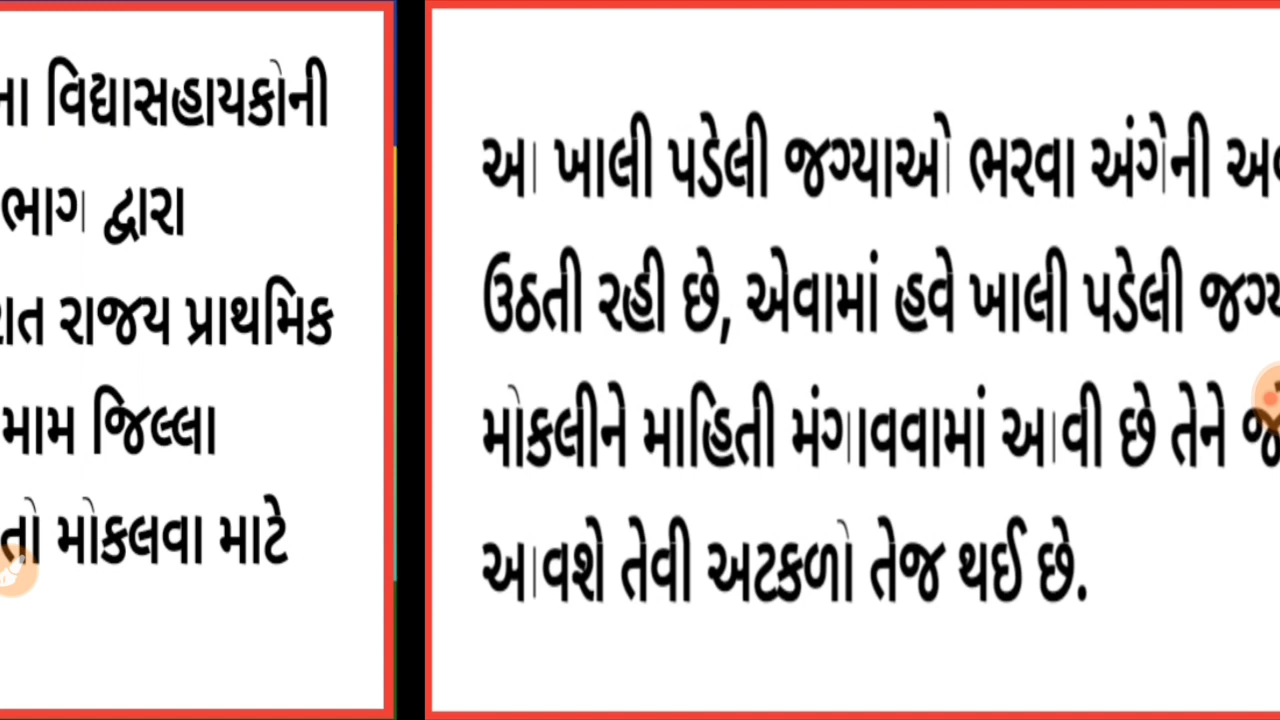 વિદ્યાસહાયકોની
દ્વારા
રાજ્ય પ્રાથમિક
જિલ્લા
મોકલવા માટે
આ ખાલી પડેલી જગ્યાઓ ભરવા અંગેની
ઉઠતી રહી છે, એવામાં હવે ખાલી પડેલી
મોકલીને માહિતી મંગાવવામાં આવી છે તેને
આવશે તેવી અટકળો તેજ થઈ છે.